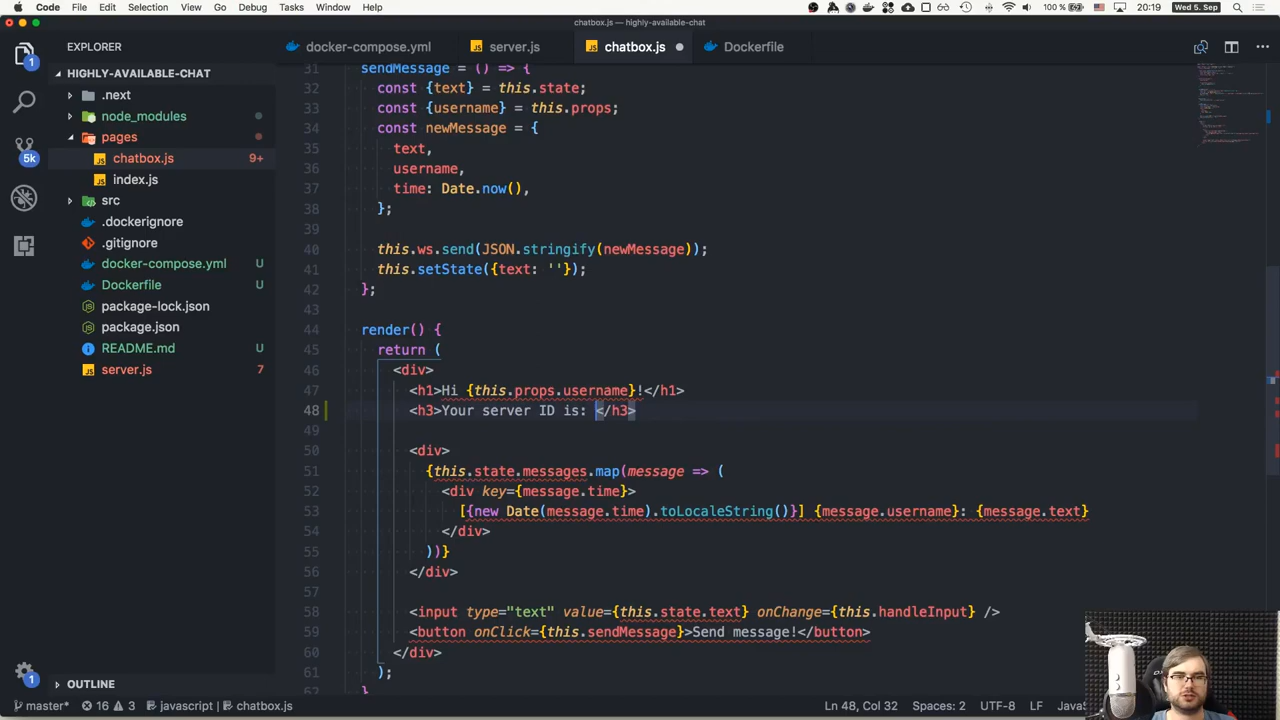 Code File Edit Selection View Go Debug Tasks Window Help 100 % 20:19 Wed 5. Sep
chatbox.js — highly-available-chat
EXPLORER
docker-compose.yml
server.js
chatbox.js
Dockerfile
HIGHLY-AVAILABLE-CHAT
.next
node_modules
pages
chatbox.js 9+
index.js
src
.dockerignore
.gitignore
docker-compose.yml U
Dockerfile U
package-lock.json
package.json
README.md U
server.js 7
OUTLINE
1
5k
1
31 sendMessage = () => {
32 const {text} = this.state;
33 const {username} = this.props;
34 const newMessage = {
35 text,
36 username,
37 time: Date.now(),
38 };
39
40 this.ws.send(JSON.stringify(newMessage));
41 this.setState({text: ''});
42 };
43
44 render() {
45 return (
46 <div>
47 <h1>Hi {this.props.username}!</h1>
48 <h3>Your server ID is: </h3>
49
50 <div>
51 {this.state.messages.map(message => (
52 <div key={message.time}>
53 [{new Date(message.time).toLocaleString()}] {message.username}: {message.text}
54 </div>
55 ))}
56 </div>
57
58 <input type="text" value={this.state.text} onChange={this.handleInput} />
59 <button onClick={this.sendMessage}>Send message!</button>
60 </div>
61 );
62 }
master* 16 3 javascript chatbox.js Ln 48, Col 32 Spaces: 2 UTF-8 LF